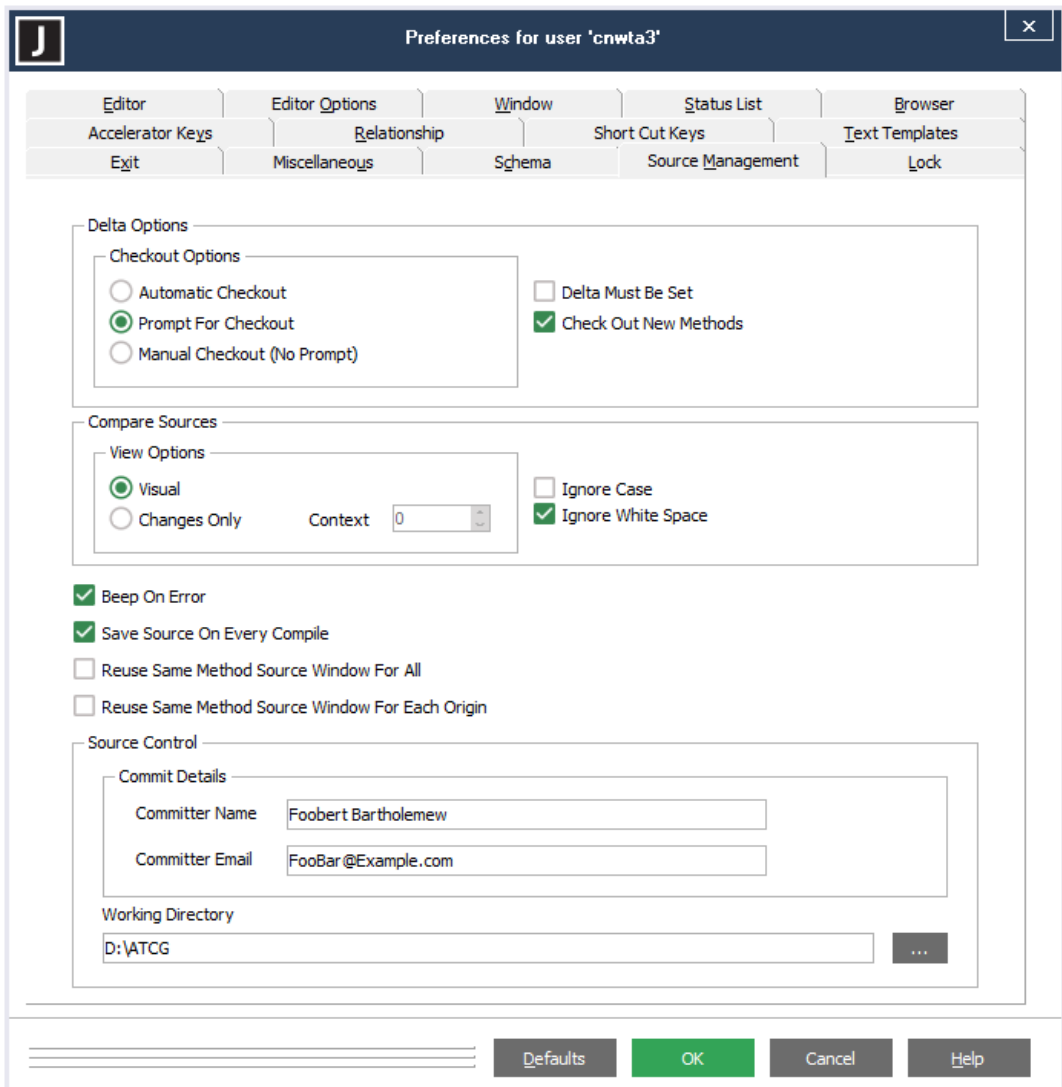 J
Preferences for user 'cnwta3'
Editor Editor Options Window Status List Browser
Accelerator Keys Relationship Short Cut Keys Text Templates
Exit Miscellaneous Schema Source Management Lock
Delta Options
Checkout Options
Automatic Checkout
Delta Must Be Set
Prompt For Checkout
Check Out New Methods
Manual Checkout (No Prompt)
Compare Sources
View Options
Visual
Ignore Case
Changes Only Context 0
Ignore White Space
Beep On Error
Save Source On Every Compile
Reuse Same Method Source Window For All
Reuse Same Method Source Window For Each Origin
Source Control
Commit Details
Committer Name Foobert Bartholemew
Committer Email FooBar@Example.com
Working Directory
D:\ATCG ...
Defaults OK Cancel Help